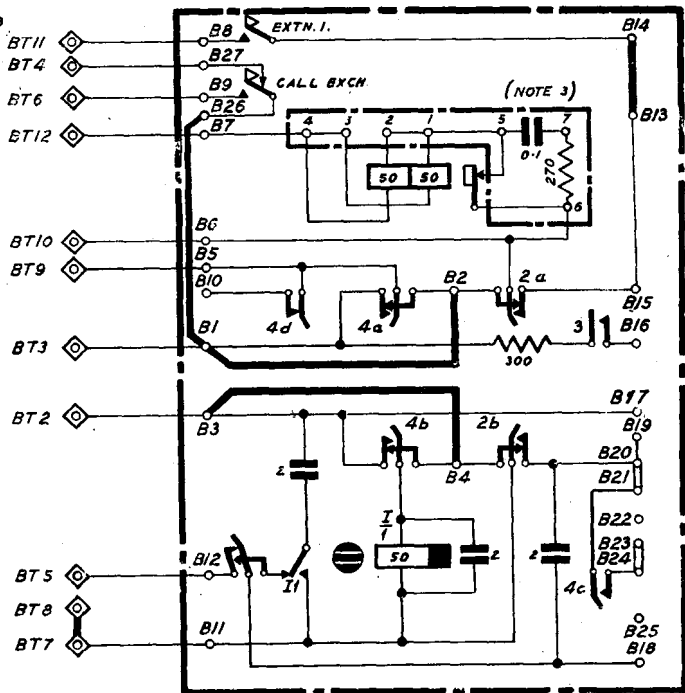 B8 EXTN. 1. B14
BT11
B27
BT4
B9 CALL EXCH (NOTE 3)
BT6
B26
B7 4 3 2 1 5 7 B13
BT12
0·1
50 50 270
6
B6
BT10
B5
BT9
B10 B2 2a B15
B1 4d 4a 3 B16
BT3
300
B17
BT2
B3 4b 2b B19
B4 B20
2 B21
I
1 B22
50 2 2 B23
B12 B24
BT5 I1 4c
BT8
B11 B25
BT7 B18